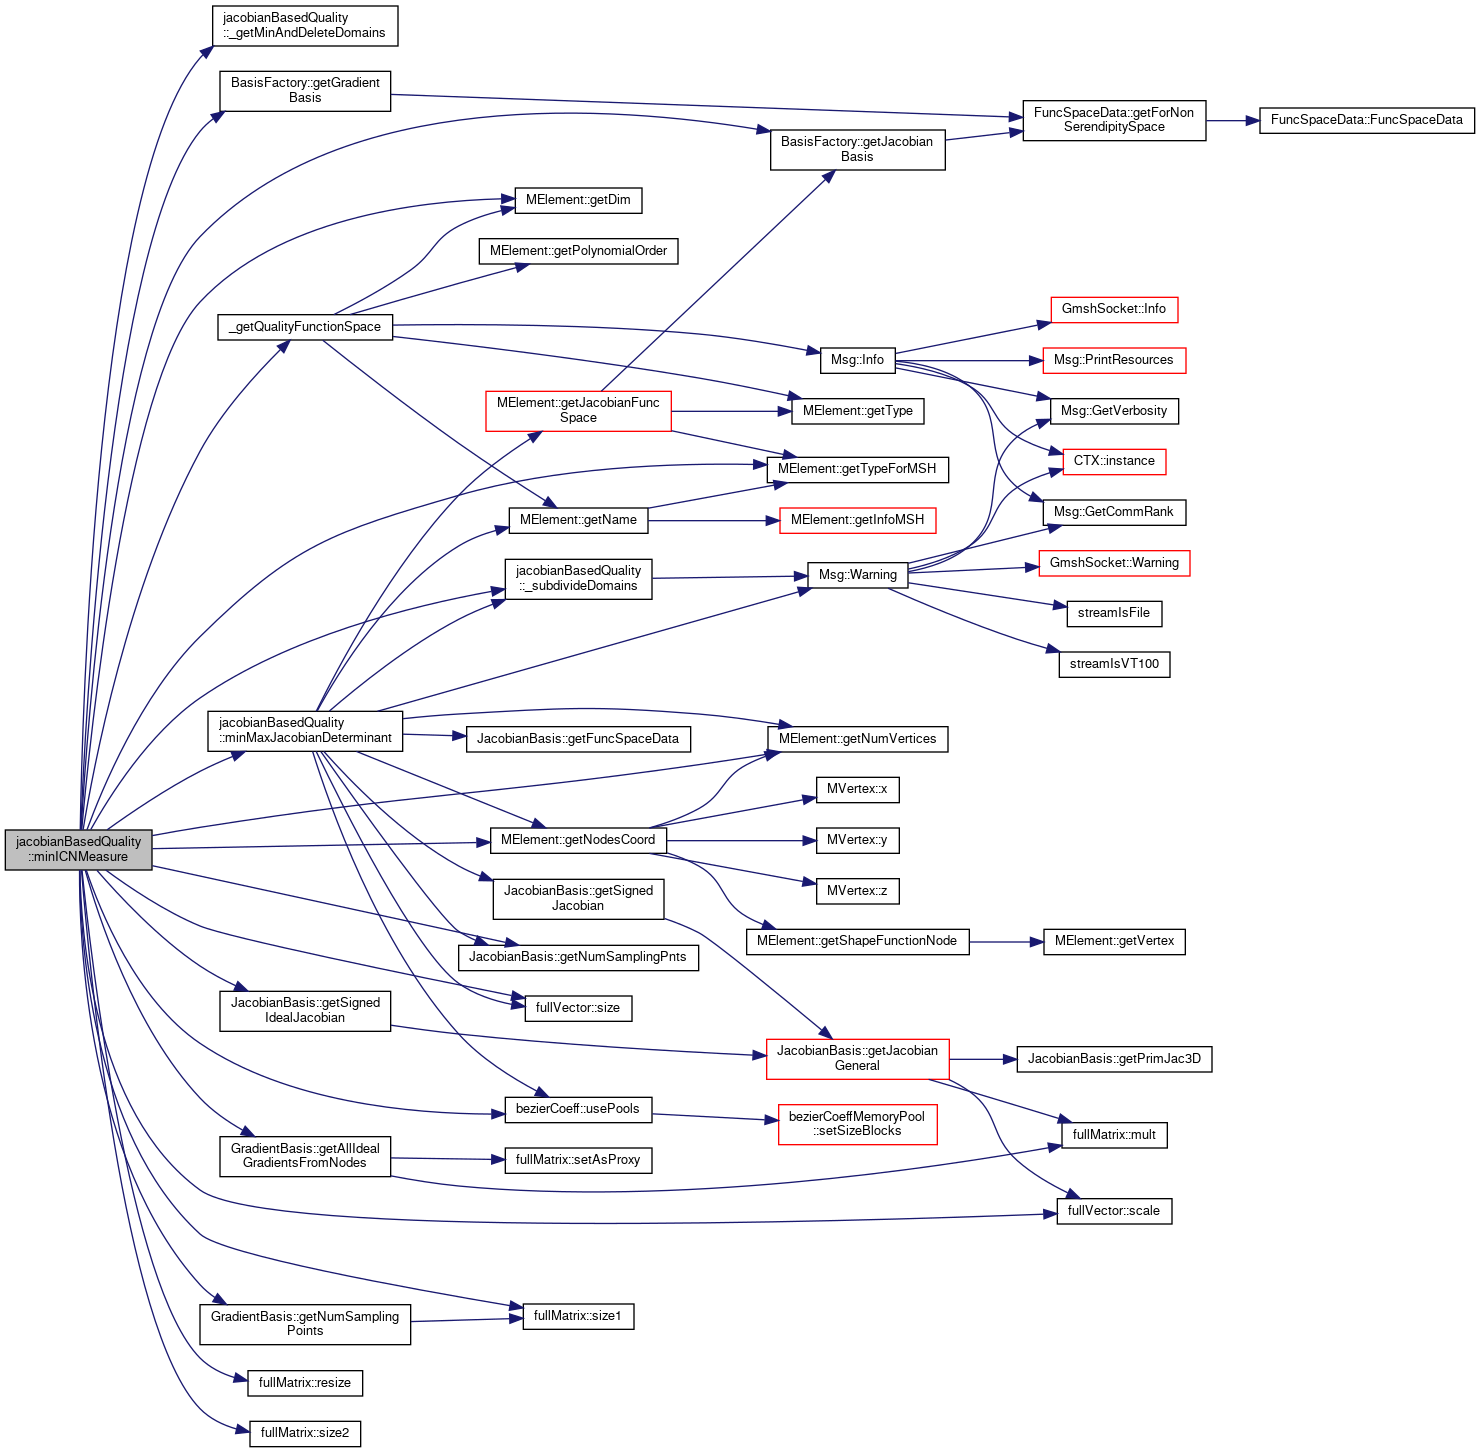 jacobianBasedQuality
::_getMinAndDeleteDomains
BasisFactory::getGradient
Basis
FuncSpaceData::getForNon
SerendipitySpace
FuncSpaceData::FuncSpaceData
BasisFactory::getJacobian
Basis
MElement::getDim
MElement::getPolynomialOrder
_getQualityFunctionSpace
GmshSocket::Info
Msg::Info
Msg::PrintResources
MElement::getJacobianFunc
Space
MElement::getType
Msg::GetVerbosity
MElement::getTypeForMSH
CTX::instance
MElement::getName
MElement::getInfoMSH
Msg::GetCommRank
jacobianBasedQuality
::_subdivideDomains
Msg::Warning
GmshSocket::Warning
streamIsFile
streamIsVT100
jacobianBasedQuality
::minMaxJacobianDeterminant
JacobianBasis::getFuncSpaceData
MElement::getNumVertices
MVertex::x
jacobianBasedQuality
::minICNMeasure
MElement::getNodesCoord
MVertex::y
MVertex::z
JacobianBasis::getSigned
Jacobian
MElement::getShapeFunctionNode
MElement::getVertex
JacobianBasis::getNumSamplingPnts
JacobianBasis::getSigned
IdealJacobian
fullVector::size
JacobianBasis::getJacobian
General
JacobianBasis::getPrimJac3D
bezierCoeff::usePools
bezierCoeffMemoryPool
::setSizeBlocks
fullMatrix::mult
GradientBasis::getAllIdeal
GradientsFromNodes
fullMatrix::setAsProxy
fullVector::scale
GradientBasis::getNumSampling
Points
fullMatrix::size1
fullMatrix::resize
fullMatrix::size2